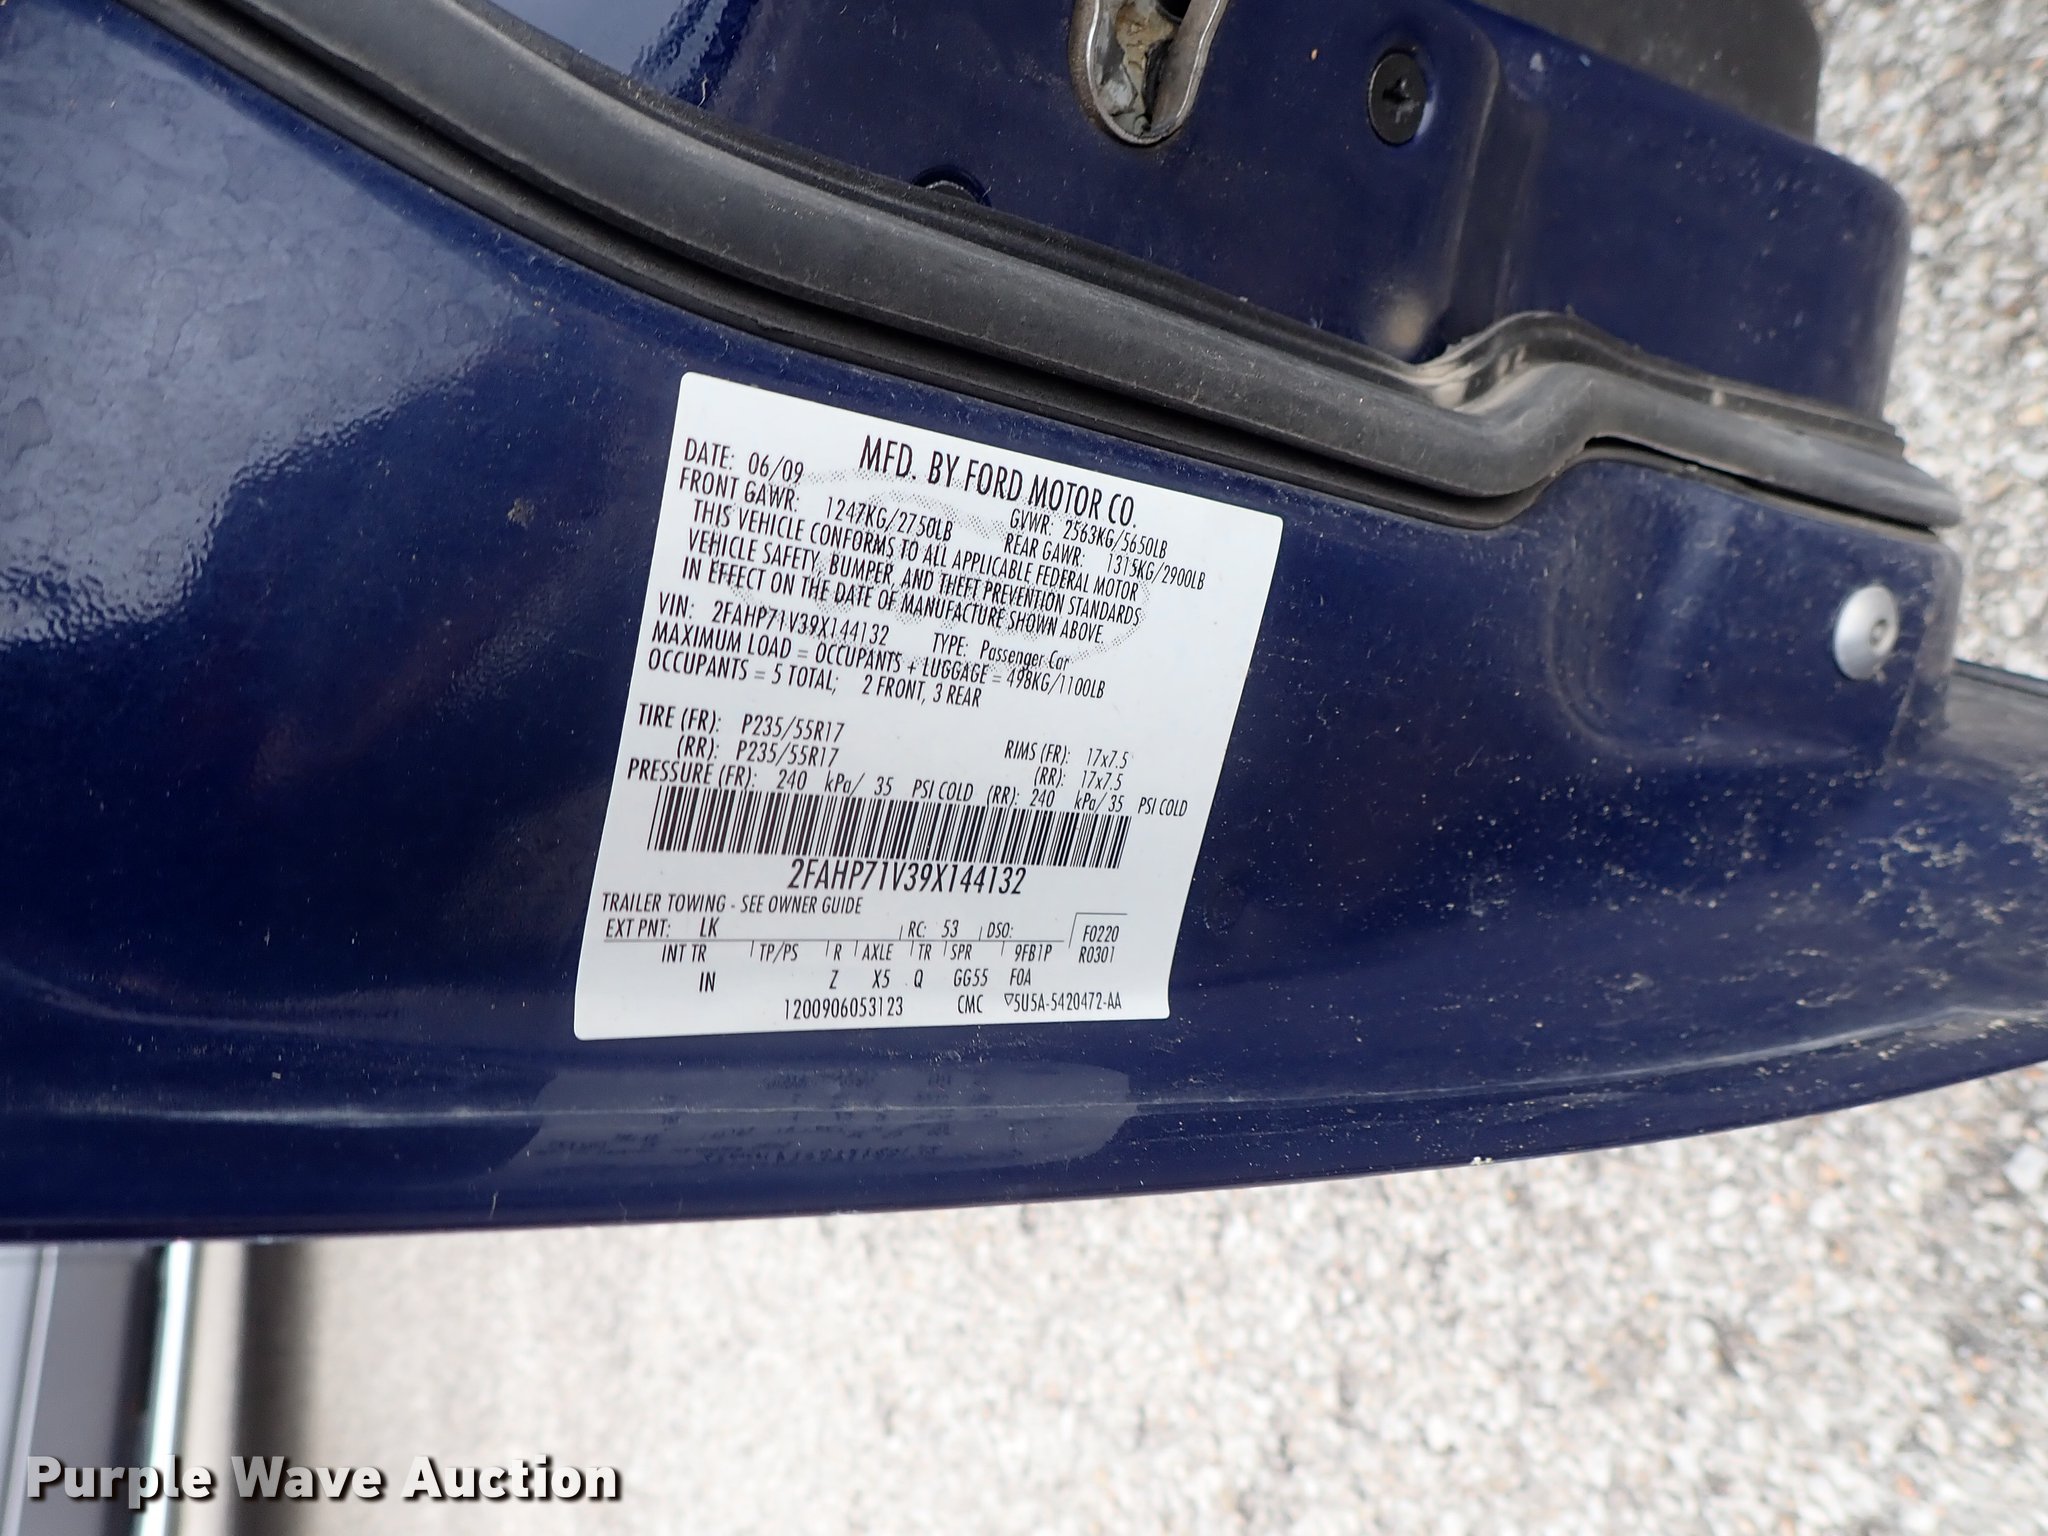 MFD. BY FORD MOTOR CO.
DATE: 06/09 GVWR: 2563KG/5650LB
FRONT GAWR: 1247KG/2750LB REAR GAWR: 1315KG/2900LB
THIS VEHICLE CONFORMS TO ALL APPLICABLE FEDERAL MOTOR
VEHICLE SAFETY, BUMPER, AND THEFT PREVENTION STANDARDS
IN EFFECT ON THE DATE OF MANUFACTURE SHOWN ABOVE.
VIN: 2FAHP71V39X144132 TYPE: Passenger Car
MAXIMUM LOAD = OCCUPANTS + LUGGAGE = 498KG/1100LB
OCCUPANTS = 5 TOTAL; 2 FRONT, 3 REAR
TIRE (FR): P235/55R17 RIMS (FR): 17x7.5
(RR): P235/55R17 (RR): 17x7.5
PRESSURE (FR): 240 kPa/ 35 PSI COLD (RR): 240 kPa/ 35 PSI COLD
2FAHP71V39X144132
TRAILER TOWING - SEE OWNER GUIDE
EXT PNT: LK RC: 53 DSO: F0220
INT TR TP/PS R AXLE TR SPR 9FB1P R0301
IN Z X5 Q GG55 F0A
1200906053123 CMC ▽5U5A-5420472-AA
Purple Wave Auction